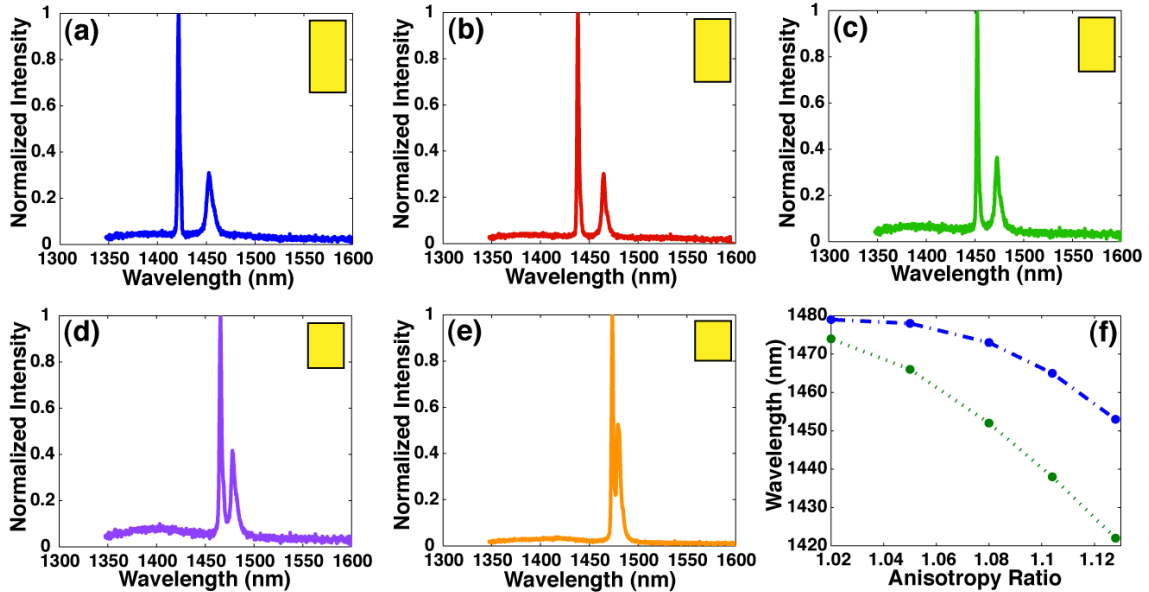 (a)
Normalized Intensity
1
0.8
0.6
0.4
0.2
0
1300 1350 1400 1450 1500 1550 1600
Wavelength (nm)
(b)
Normalized Intensity
1
0.8
0.6
0.4
0.2
0
1300 1350 1400 1450 1500 1550 1600
Wavelength (nm)
(c)
Normalized Intensity
1
0.8
0.6
0.4
0.2
0
1300 1350 1400 1450 1500 1550 1600
Wavelength (nm)
(d)
Normalized Intensity
1
0.8
0.6
0.4
0.2
0
1300 1350 1400 1450 1500 1550 1600
Wavelength (nm)
(e)
Normalized Intensity
1
0.8
0.6
0.4
0.2
0
1300 1350 1400 1450 1500 1550 1600
Wavelength (nm)
(f)
Wavelength (nm)
1480
1470
1460
1450
1440
1430
1420
1.02 1.04 1.06 1.08 1.1 1.12
Anisotropy Ratio